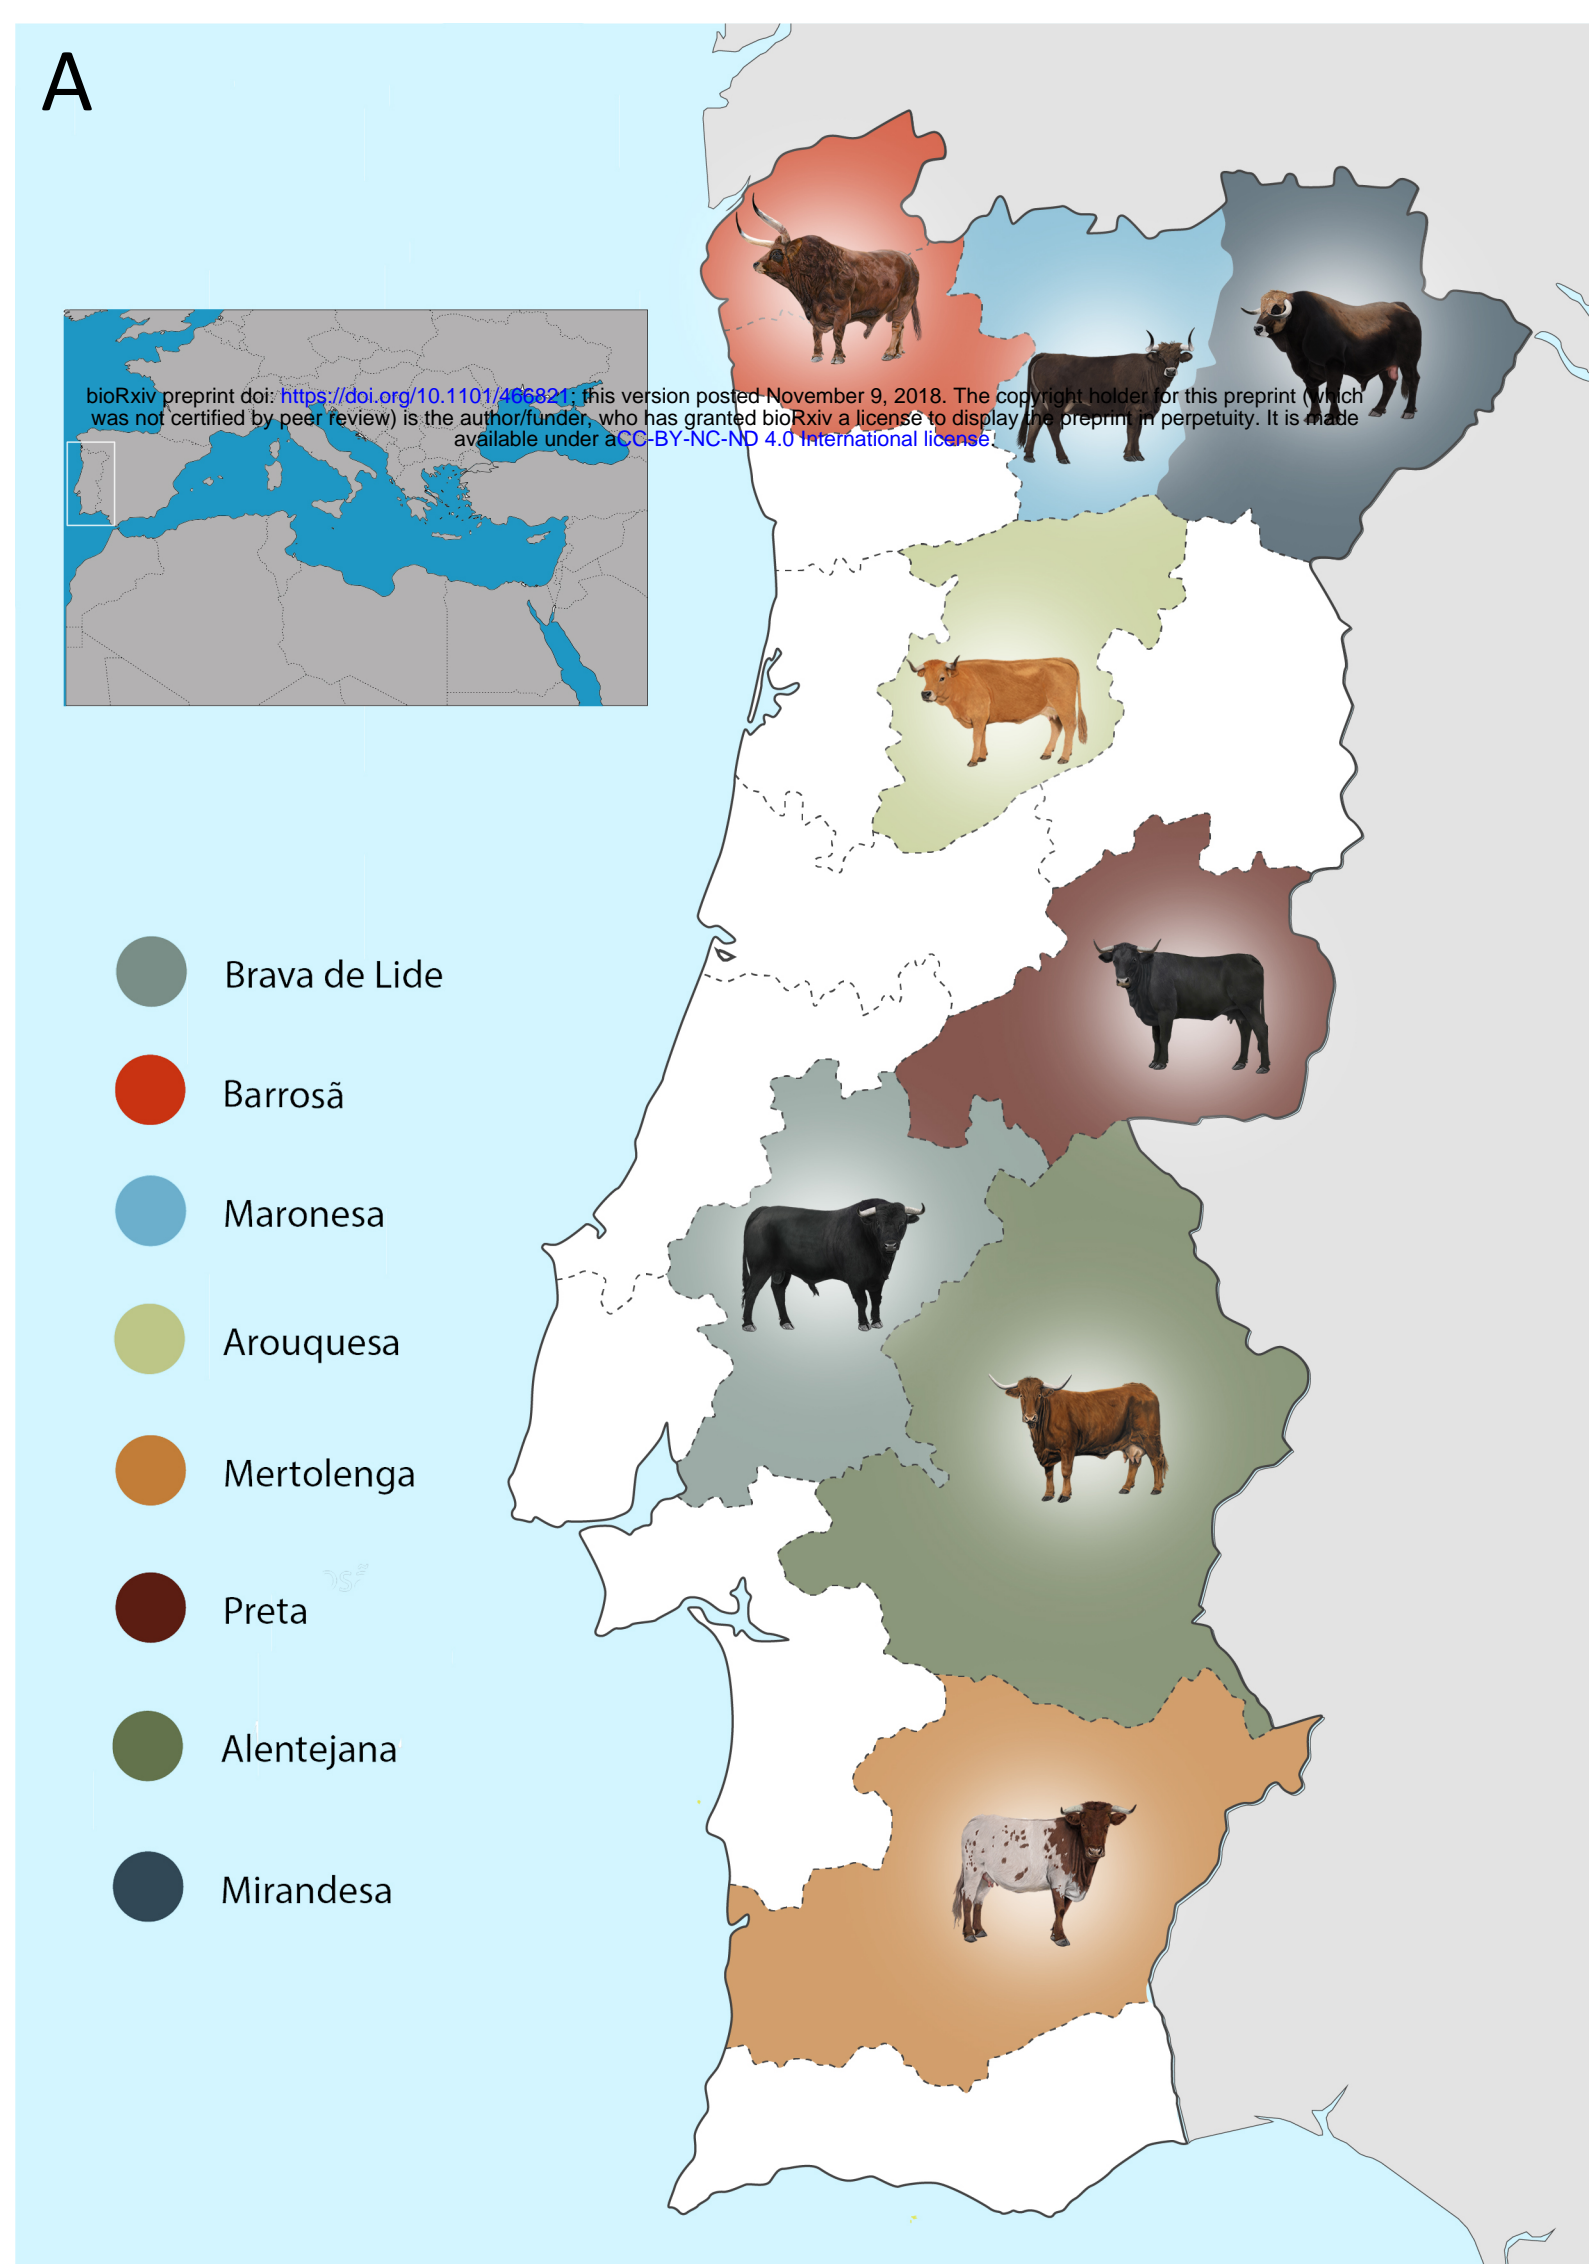 A
bioRxiv preprint doi: https://doi.org/10.1101/466821; this version posted November 9, 2018. The copyright holder for this preprint (which
was not certified by peer review) is the author/funder, who has granted bioRxiv a license to display the preprint in perpetuity. It is made
available under aCC-BY-NC-ND 4.0 International license.
Brava de Lide
Barrosã
Maronesa
Arouquesa
Mertolenga
Preta
Alentejana
Mirandesa